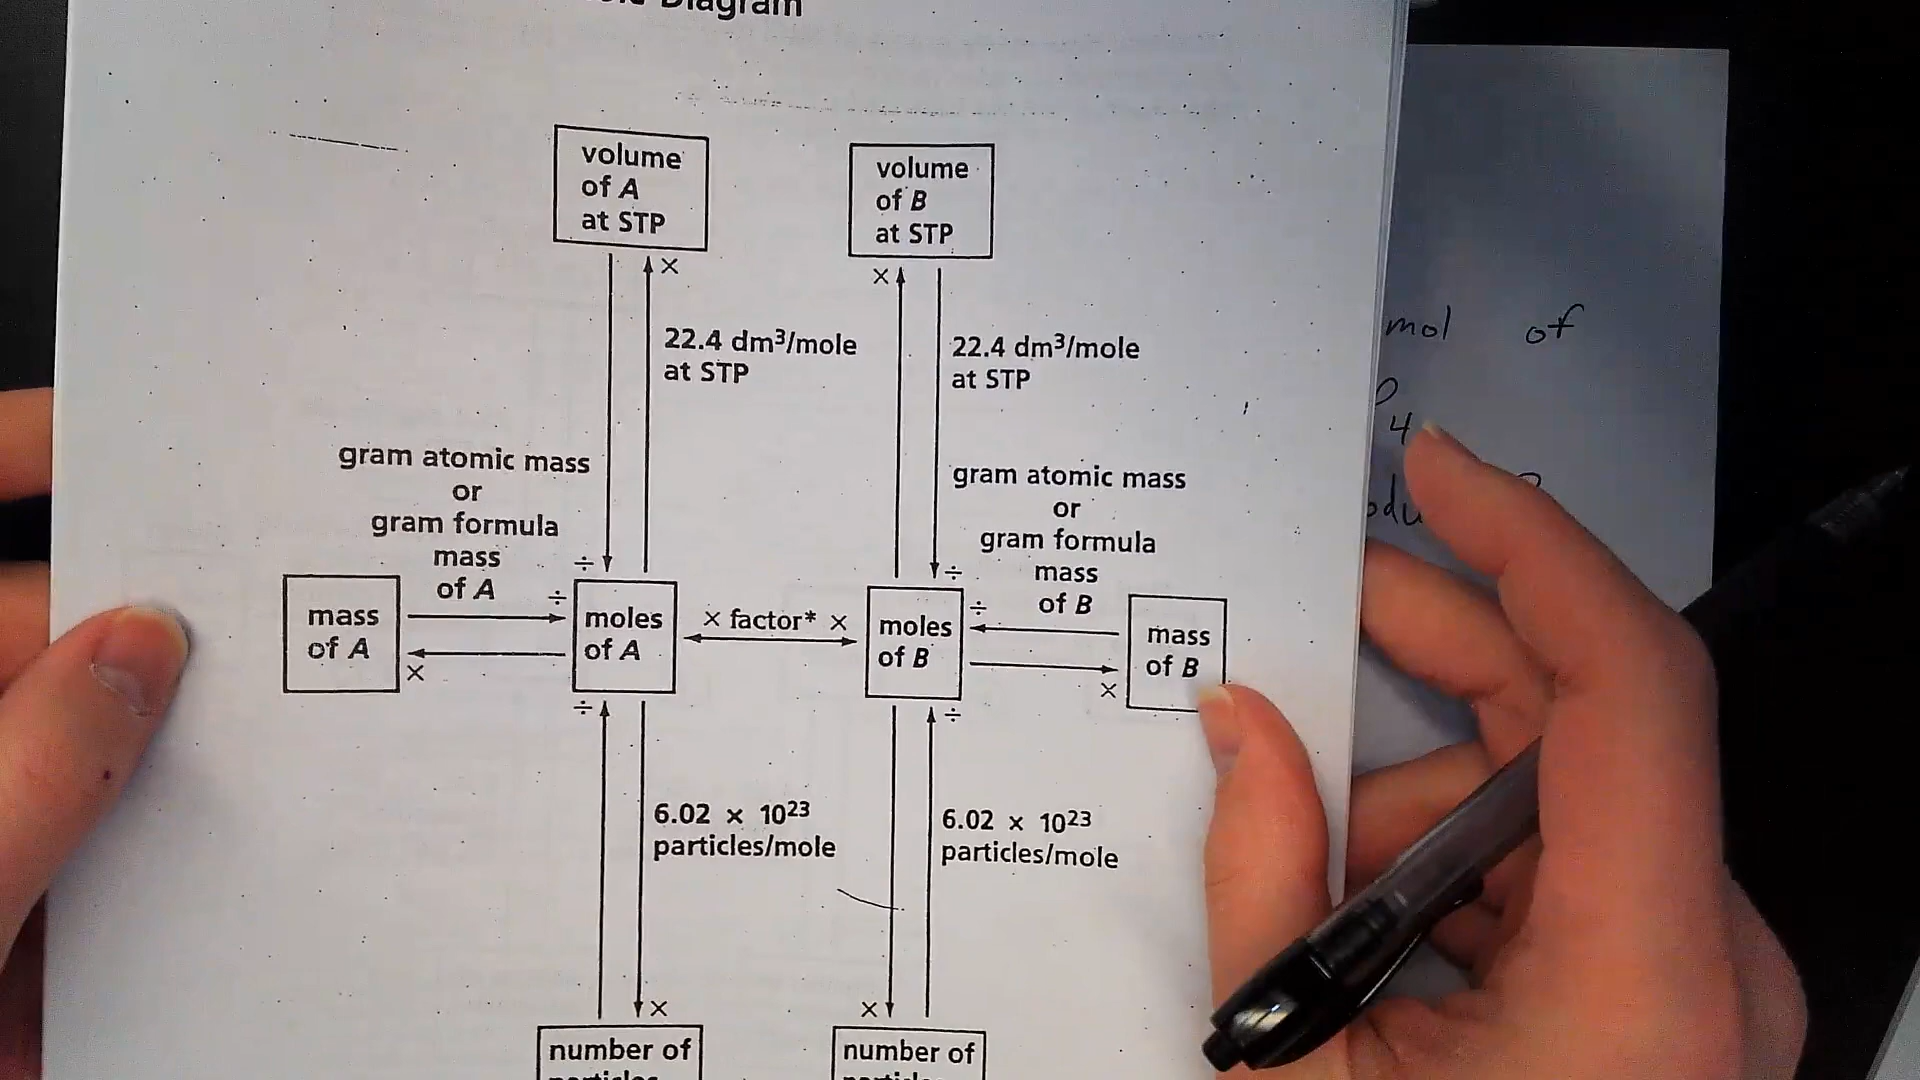 Diagram
volume
of A
at STP
volume
of B
at STP
×
×
22.4 dm³/mole
at STP
22.4 dm³/mole
at STP
gram atomic mass
or
gram formula
mass
of A
gram atomic mass
or
gram formula
mass
of B
÷
÷
÷
÷
mass
of A
moles
of A
× factor* ×
moles
of B
mass
of B
×
×
÷
÷
6.02 × 10²³
particles/mole
6.02 × 10²³
particles/mole
×
×
number of
particles
number of
mol of
4